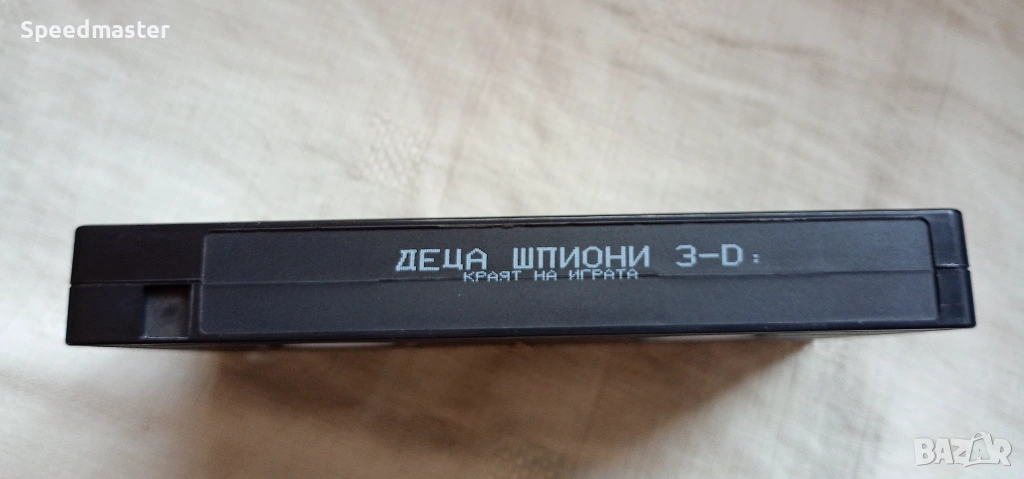 Speedmaster
ДЕЦА ШПИОНИ 3-D:
КРАЯТ НА ИГРАТА
BAZAR